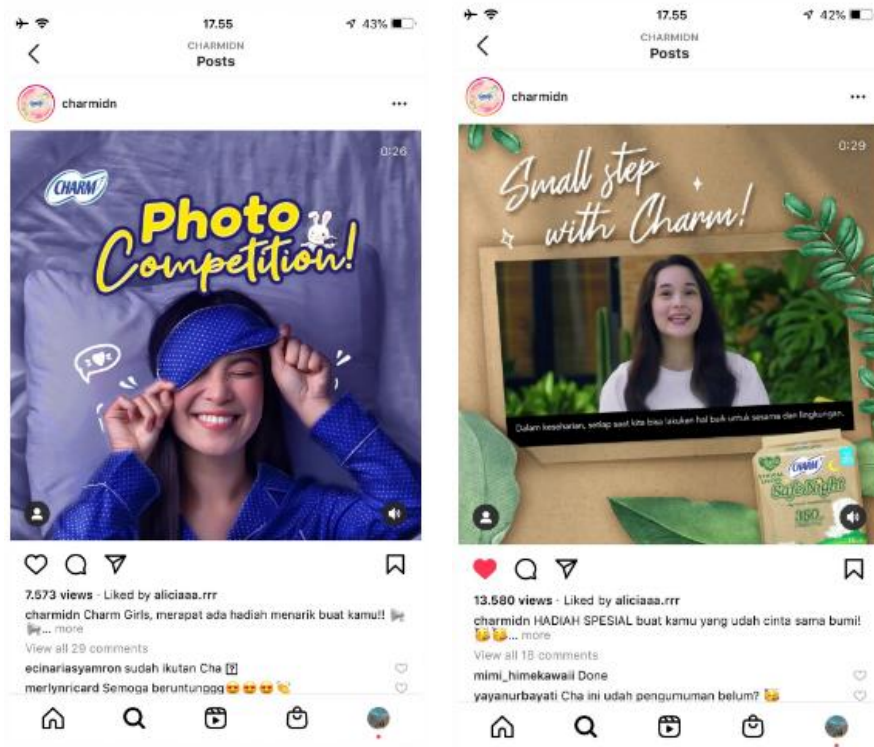 17.55
43%
CHARMIDN
Posts
charmidn
0:26
CHARM
Photo
Competition!
7.573 views · Liked by aliciaaa.rrr
charmidn Charm Girls, merapat ada hadiah menarik buat kamu!!
... more
View all 29 comments
ecinariasyamron sudah ikutan Cha
merlynricard Semoga beruntunggg
17.55
42%
CHARMIDN
Posts
charmidn
0:29
Small step
with Charm!
Dalam keseharian, setiap saat kita bisa lakukan hal baik untuk sesama dan lingkungan.
CHARM
SafeNight
350
13.580 views · Liked by aliciaaa.rrr
charmidn HADIAH SPESIAL buat kamu yang udah cinta sama bumi!
... more
View all 18 comments
mimi_himekawaii Done
yayanurbayati Cha ini udah pengumuman belum?